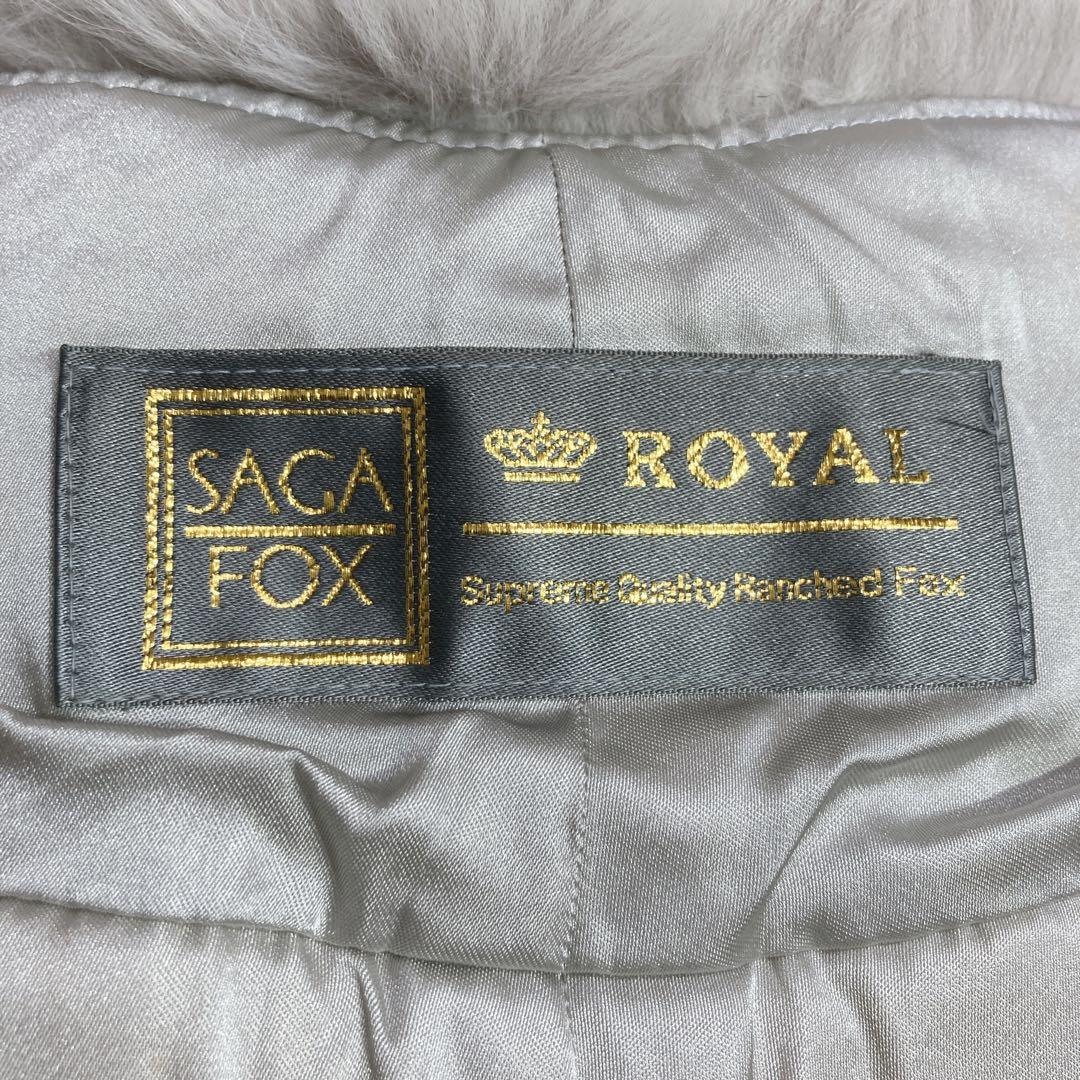 SAGA
FOX
ROYAL
Supreme Quality Ranched Fox